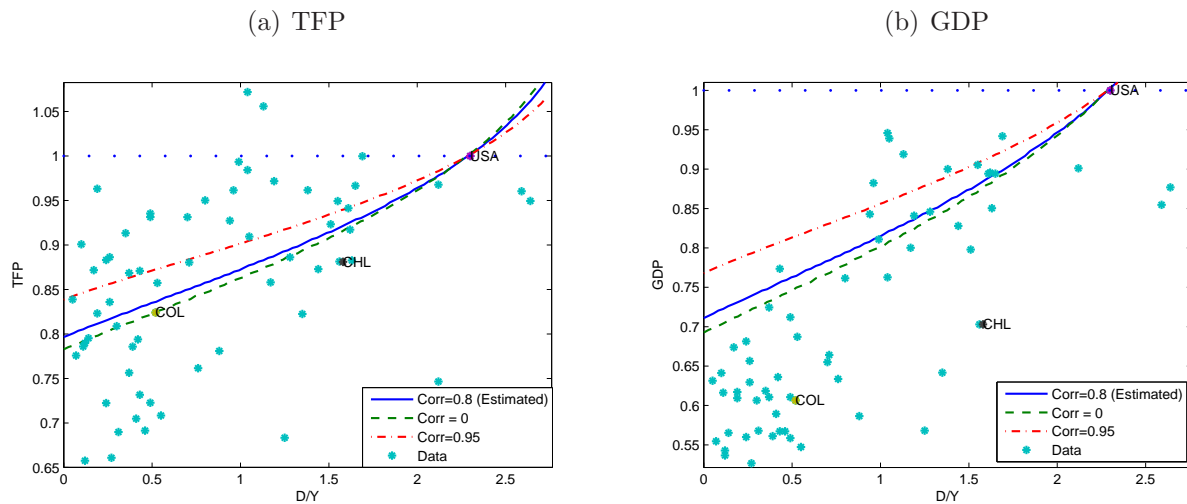 (a) TFP
(b) GDP
TFP
1.05
1
0.95
0.9
0.85
0.8
0.75
0.7
0.65
0
0.5
1
1.5
2
2.5
D/Y
USA
CHL
COL
Corr=0.8 (Estimated)
Corr = 0
Corr=0.95
Data
GDP
1
0.95
0.9
0.85
0.8
0.75
0.7
0.65
0.6
0.55
0
0.5
1
1.5
2
2.5
D/Y
USA
CHL
COL
Corr=0.8 (Estimated)
Corr = 0
Corr=0.95
Data